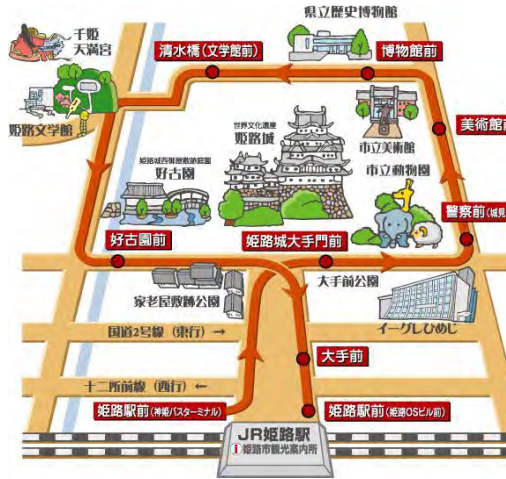 県立歴史博物館
千姫
天満宮
清水橋(文学館前)
博物館前
姫路文学館
世界文化遺産
姫路城
市立美術館
美術館前
姫路城西御屋敷跡庭園
好古園
市立動物園
警察前(城見
好古園前
姫路城大手門前
家老屋敷跡公園
大手前公園
イーグレひめじ
国道2号線(東行)→
大手前
十二所前線(西行)←
姫路駅前(神姫バスターミナル)
姫路駅前(姫路OSビル前)
JR姫路駅
i 姫路市観光案内所